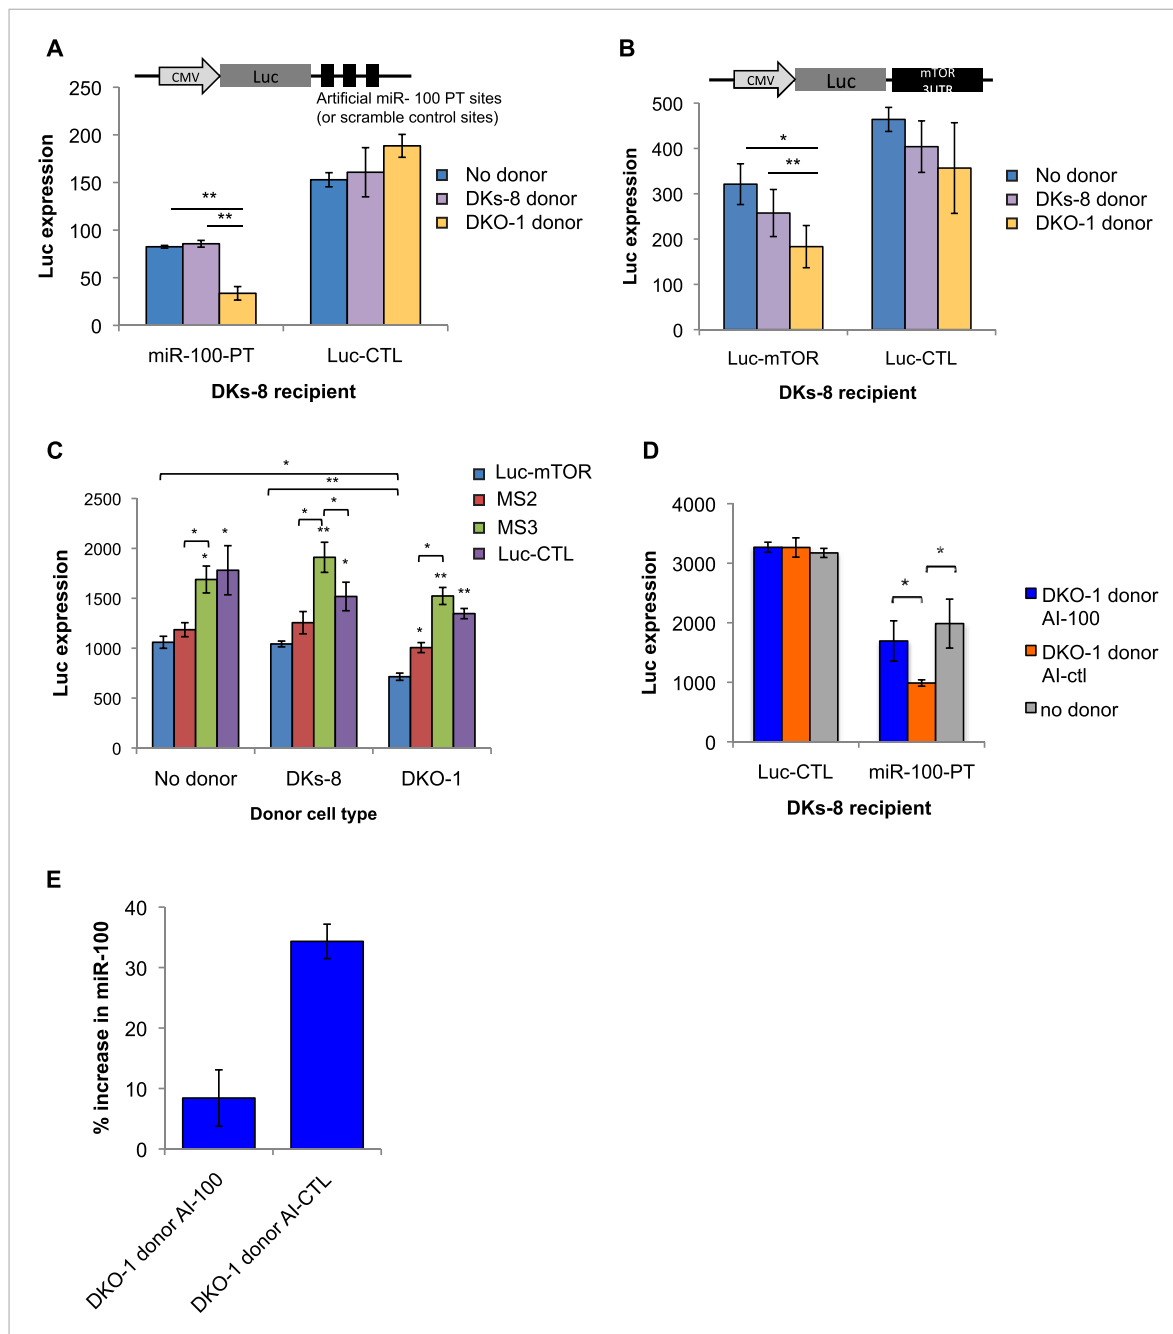 A
CMV
Luc
Artificial miR- 100 PT sites
(or scramble control sites)
250
200
150
100
50
0
Luc expression
**
**
No donor
DKs-8 donor
DKO-1 donor
miR-100-PT
Luc-CTL
DKs-8 recipient
B
CMV
Luc
mTOR
3UTR
500
400
300
200
100
0
Luc expression
*
**
No donor
DKs-8 donor
DKO-1 donor
Luc-mTOR
Luc-CTL
DKs-8 recipient
C
*
**
Luc-mTOR
MS2
MS3
Luc-CTL
2500
2000
1500
1000
500
0
Luc expression
*
*
*
*
*
**
*
*
**
*
**
No donor
DKs-8
DKO-1
Donor cell type
D
4000
3000
2000
1000
0
Luc expression
*
*
DKO-1 donor
AI-100
DKO-1 donor
AI-ctl
no donor
Luc-CTL
miR-100-PT
DKs-8 recipient
E
40
30
20
10
0
% increase in miR-100
DKO-1 donor AI-100
DKO-1 donor AI-CTL